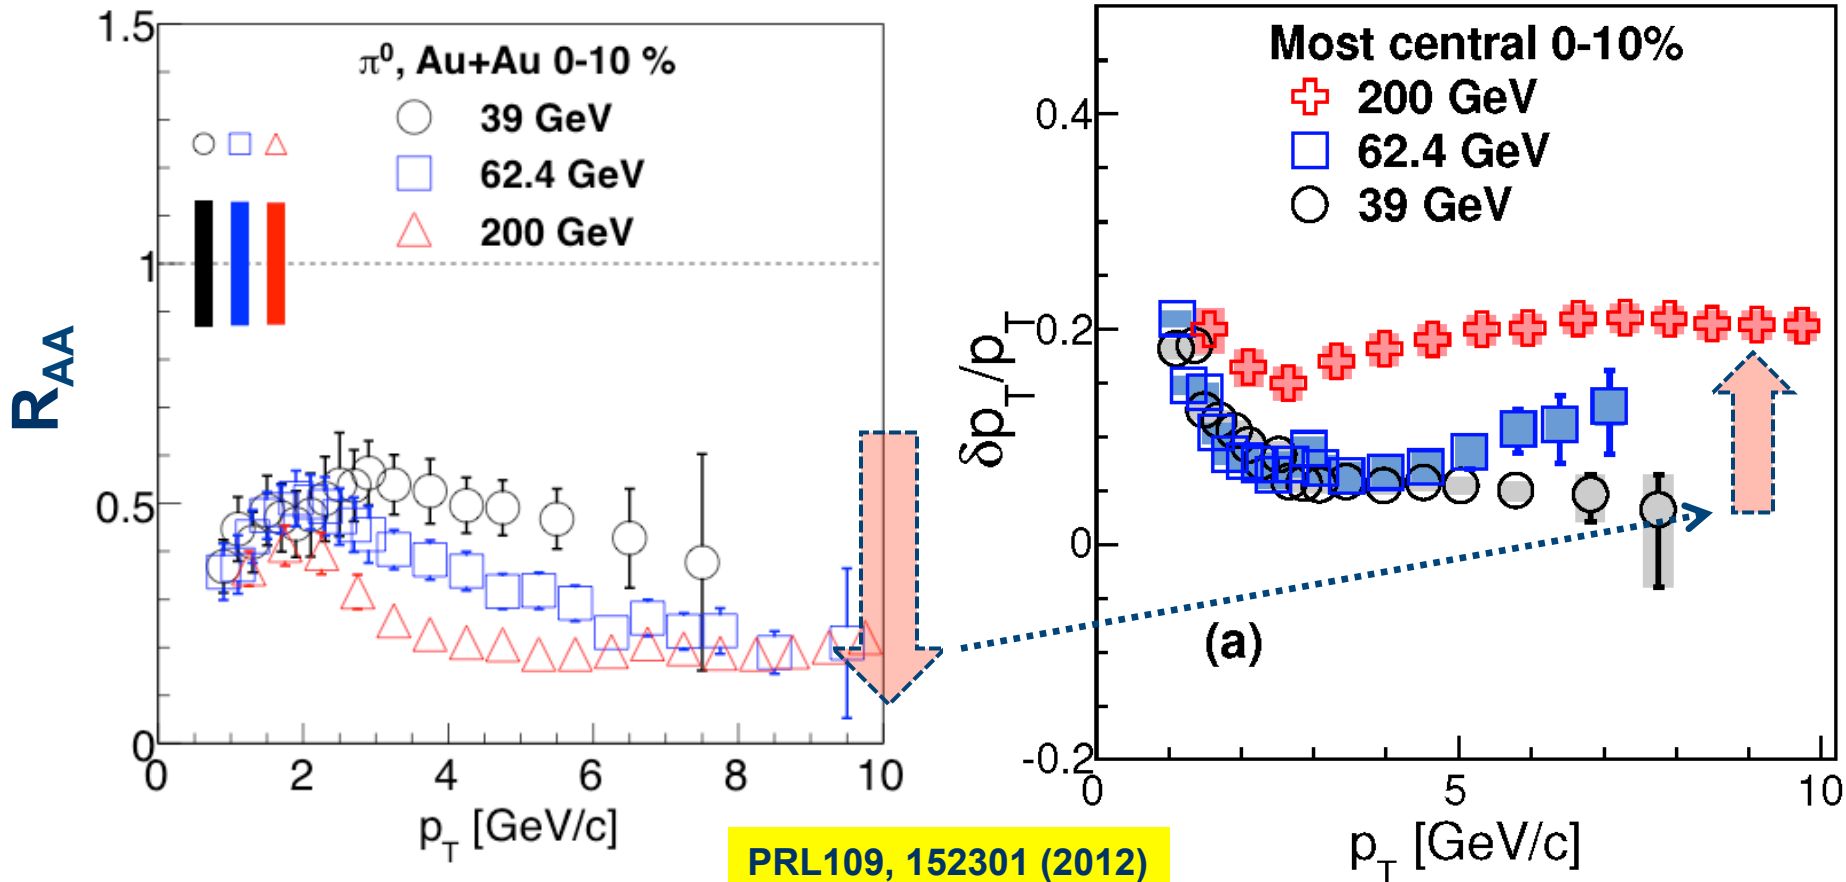 1.5
π⁰, Au+Au 0-10 %
39 GeV
62.4 GeV
200 GeV
1
0.5
0
R_AA
0 2 4 6 8 10
p_T [GeV/c]
Most central 0-10%
200 GeV
62.4 GeV
39 GeV
0.4
0.2
0
-0.2
δp_T/p_T
(a)
0 5 10
p_T [GeV/c]
PRL109, 152301 (2012)